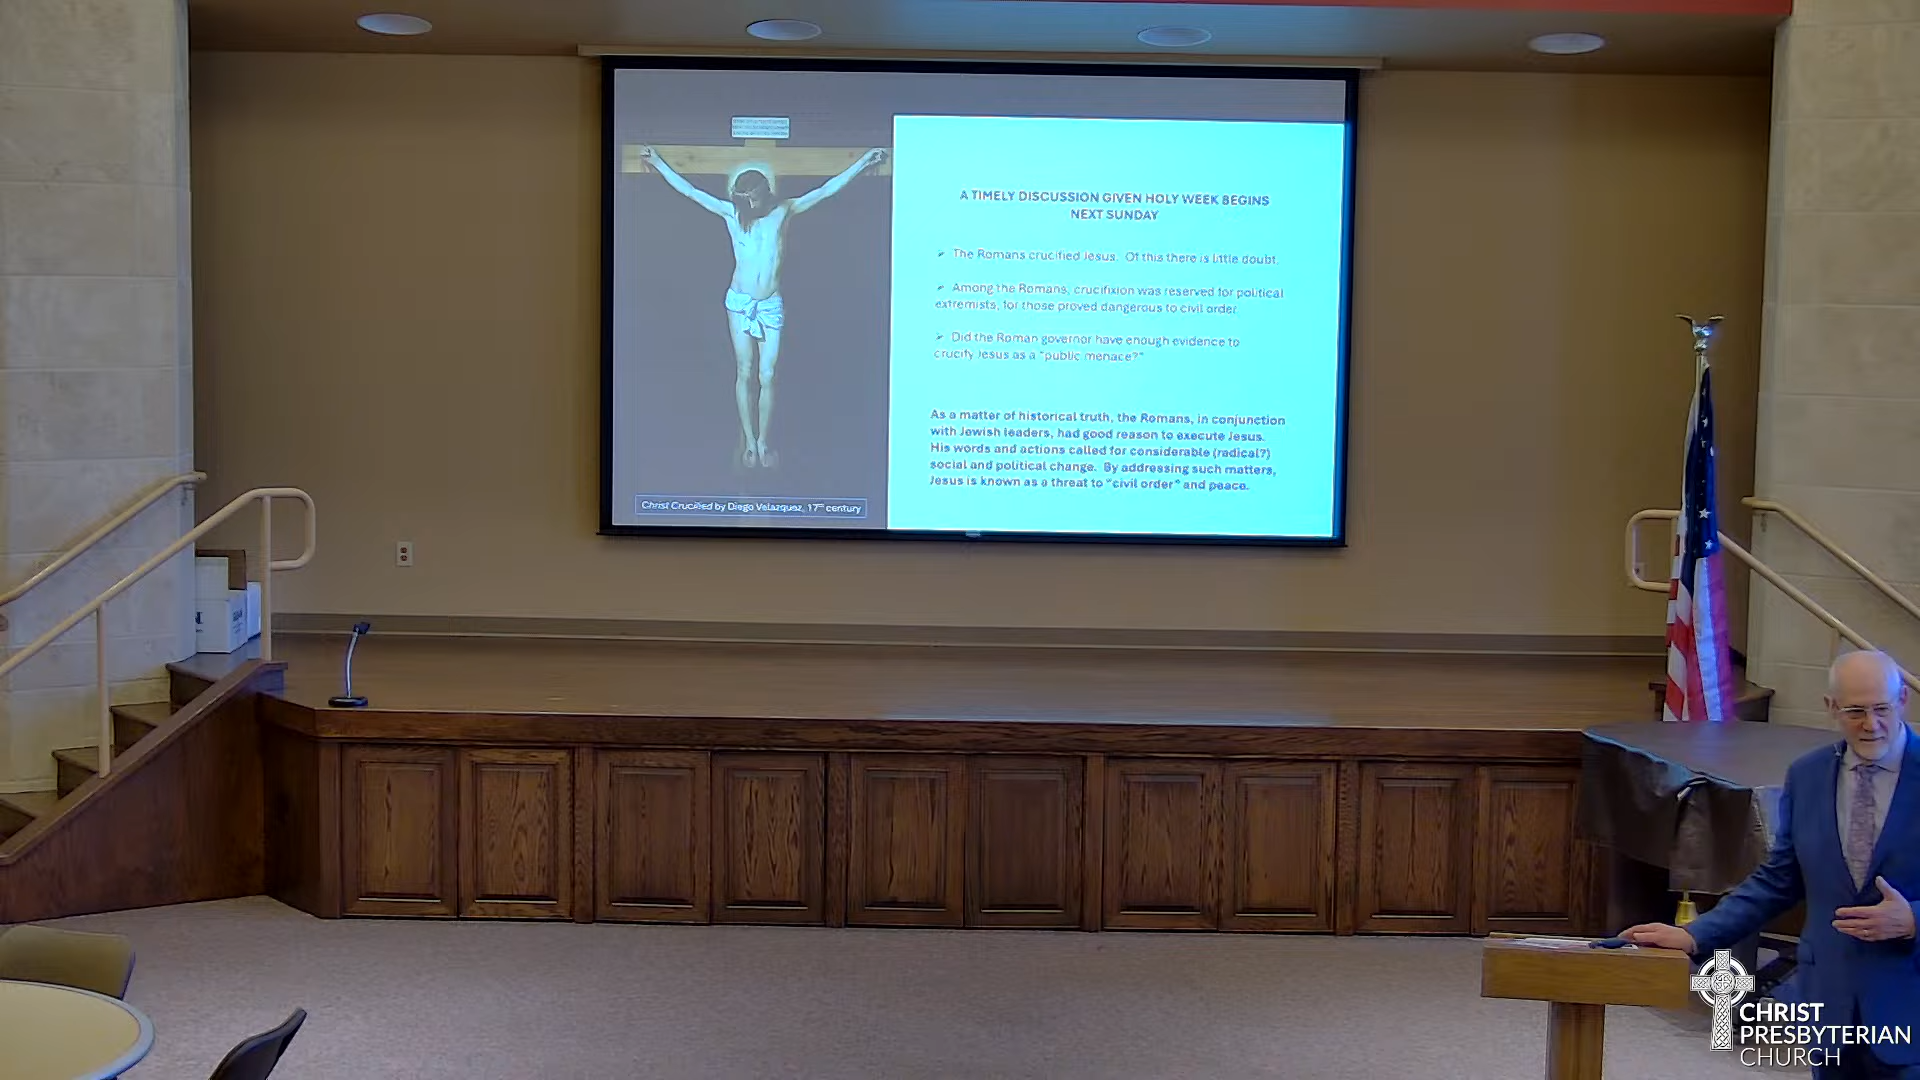 A TIMELY DISCUSSION GIVEN HOLY WEEK BEGINS
NEXT SUNDAY
➢ The Romans crucified Jesus. Of this there is little doubt.
➢ Among the Romans, crucifixion was reserved for political
extremists, for those proved dangerous to civil order.
➢ Did the Roman governor have enough evidence to
crucify Jesus as a "public menace?"
As a matter of historical truth, the Romans, in conjunction
with Jewish leaders, had good reason to execute Jesus.
His words and actions called for considerable (radical?)
social and political change. By addressing such matters,
Jesus is known as a threat to "civil order" and peace.
Christ Crucified by Diego Velazquez, 17th century
CHRIST
PRESBYTERIAN
CHURCH